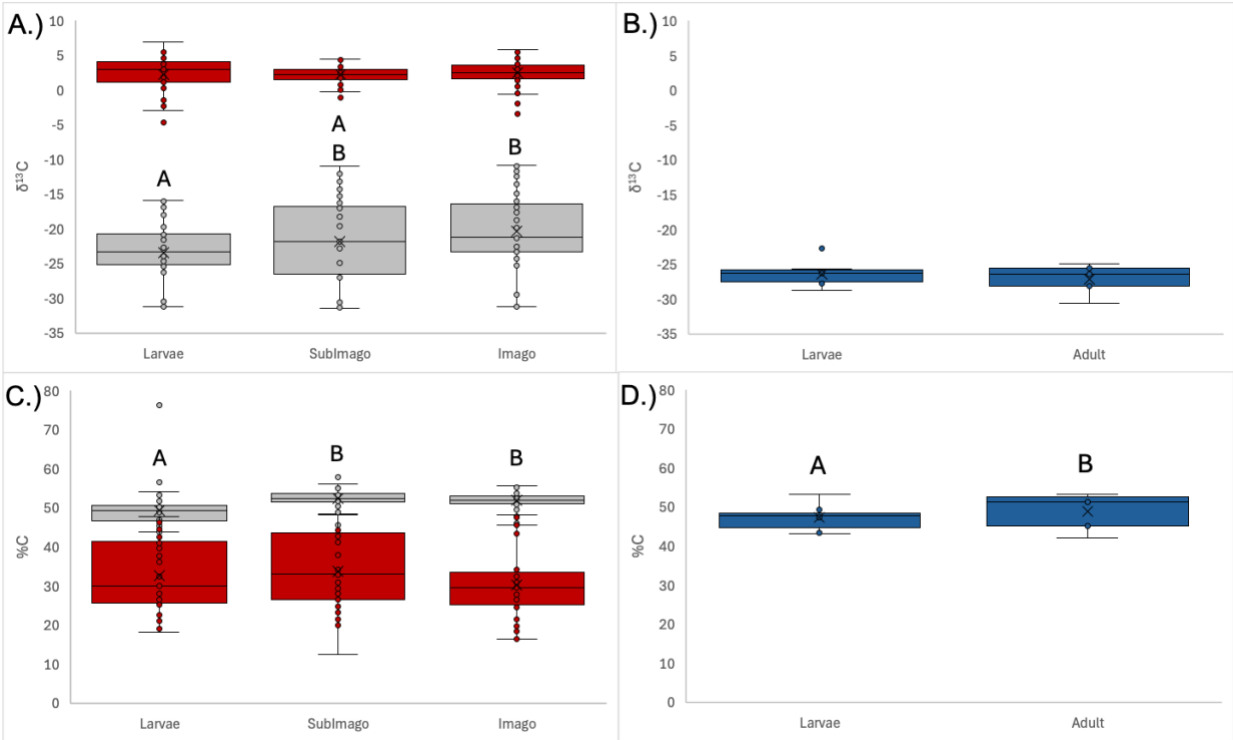 A.)
10
5
0
-5
-10
-15
-20
-25
-30
-35
δ¹³C
A
A
B
B
Larvae SubImago Imago
B.)
10
5
0
-5
-10
-15
-20
-25
-30
-35
δ¹³C
Larvae Adult
C.)
80
70
60
50
40
30
20
10
0
%C
A B B
Larvae SubImago Imago
D.)
80
70
60
50
40
30
20
10
0
%C
A B
Larvae Adult